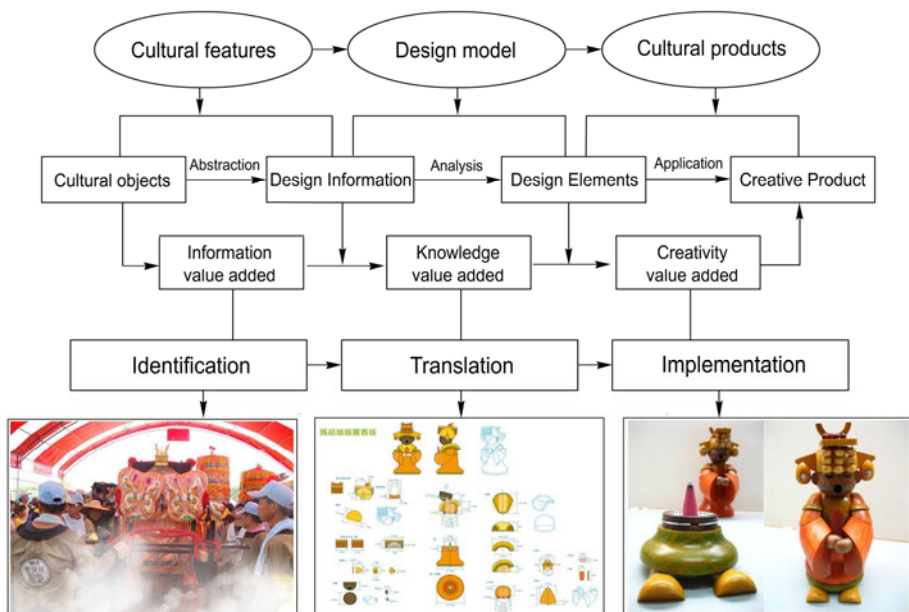 Cultural features
Design model
Cultural products
Cultural objects
Abstraction
Design Information
Analysis
Design Elements
Application
Creative Product
Information
value added
Knowledge
value added
Creativity
value added
Identification
Translation
Implementation